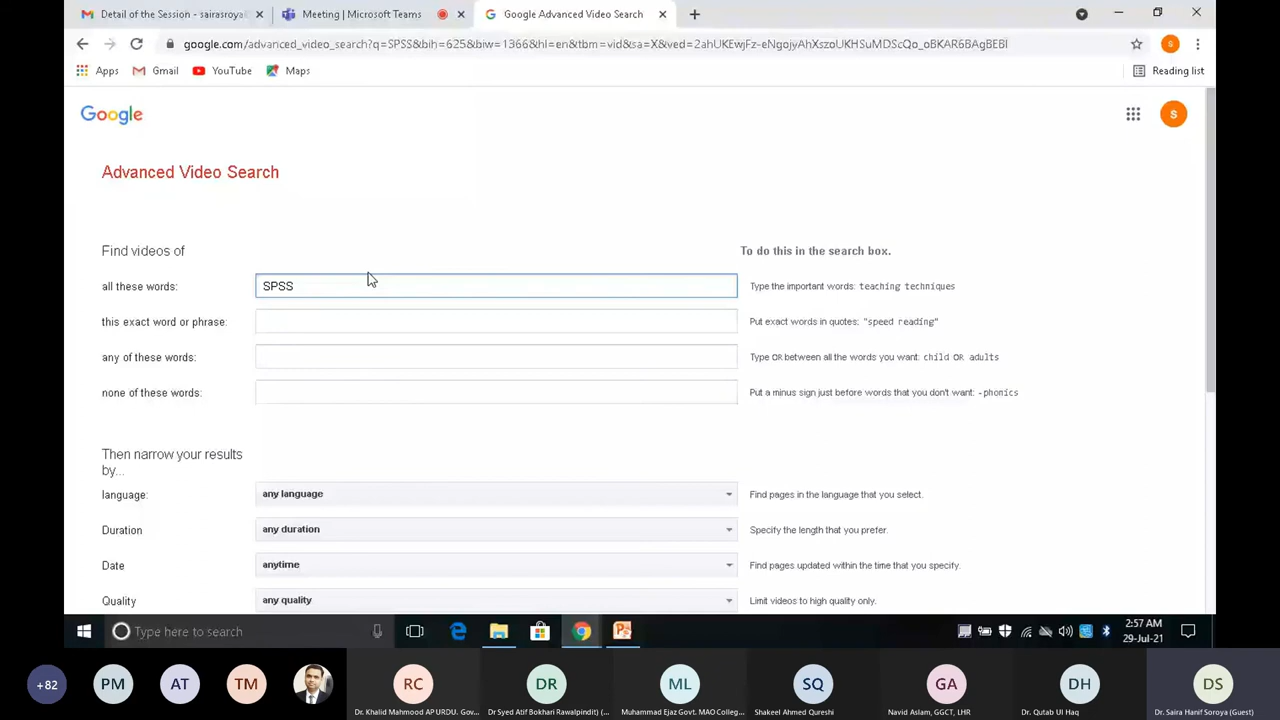 Detail of the Session - sairasroyal
Meeting | Microsoft Teams
Google Advanced Video Search
google.com/advanced_video_search?q=SPSS&bih=625&biw=1366&hl=en&tbm=vid&sa=X&ved=2ahUKEwjFz-eNgojyAhXszoUKHSuMDScQo_oBKAR6BAgBEBI
Apps
Gmail
YouTube
Maps
Reading list
Google
S
S
Advanced Video Search
Find videos of
To do this in the search box.
all these words:
SPSS
Type the important words: teaching techniques
this exact word or phrase:
Put exact words in quotes: "speed reading"
any of these words:
Type OR between all the words you want: child OR adults
none of these words:
Put a minus sign just before words that you don't want: -phonics
Then narrow your results
by...
language:
any language
Find pages in the language that you select.
Duration
any duration
Specify the length that you prefer.
Date
anytime
Find pages updated within the time that you specify.
Quality
any quality
Limit videos to high quality only.
Type here to search
2:57 AM
29-Jul-21
+82
PM
AT
TM
RC
DR
ML
SQ
GA
DH
DS
Dr. Khalid Mahmood AP URDU. Gov...
Dr Syed Atif Bokhari Rawalpindit) (...
Muhammad Ejaz Govt. MAO Colleg...
Shakeel Ahmed Qureshi
Navid Aslam, GGCT, LHR
Dr. Qutab Ul Haq
Dr. Saira Hanif Soroya (Guest)